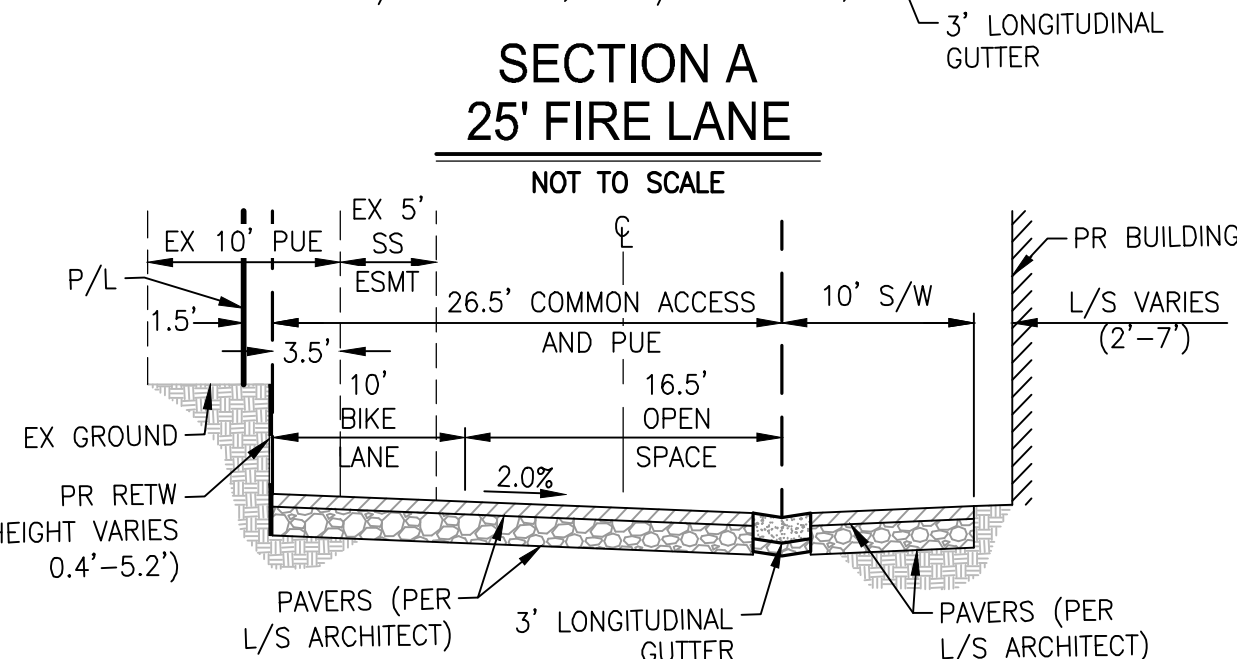 3' LONGITUDINAL
GUTTER
SECTION A
25' FIRE LANE
NOT TO SCALE
EX 10' PUE
EX 5'
SS
ESMT
℄
PR BUILDING
P/L
1.5'
3.5'
26.5' COMMON ACCESS
AND PUE
10' S/W
L/S VARIES
(2'-7')
10'
BIKE
LANE
16.5'
OPEN
SPACE
EX GROUND
2.0%
PR RETW
HEIGHT VARIES
0.4'-5.2')
PAVERS (PER
L/S ARCHITECT)
3' LONGITUDINAL
GUTTER
PAVERS (PER
L/S ARCHITECT)